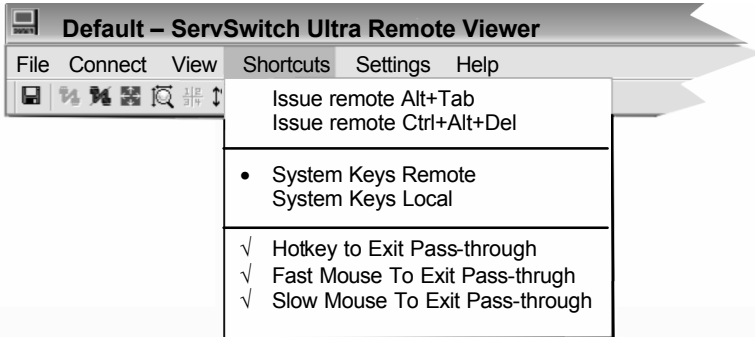 Default – ServSwitch Ultra Remote Viewer
File Connect View Shortcuts Settings Help
Issue remote Alt+Tab
Issue remote Ctrl+Alt+Del
• System Keys Remote
System Keys Local
√ Hotkey to Exit Pass-through
√ Fast Mouse To Exit Pass-thrugh
√ Slow Mouse To Exit Pass-through